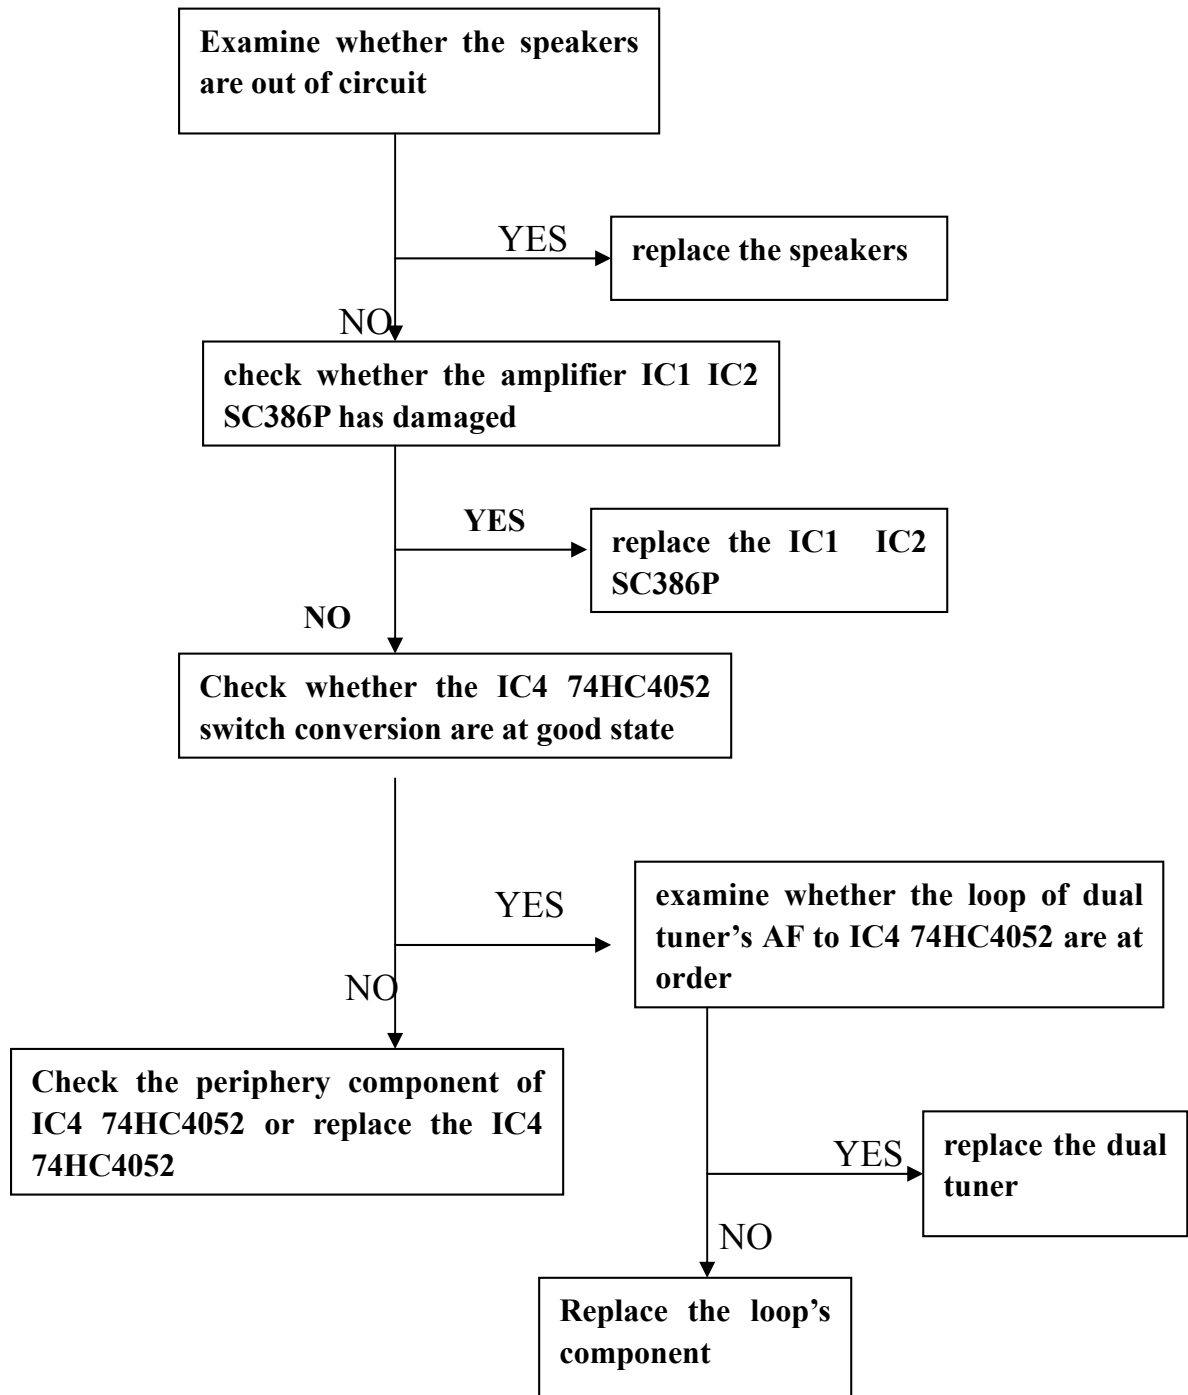 Examine whether the speakers
are out of circuit
YES
replace the speakers
NO
check whether the amplifier IC1 IC2
SC386P has damaged
YES
replace the IC1 IC2
SC386P
NO
Check whether the IC4 74HC4052
switch conversion are at good state
YES
examine whether the loop of dual
tuner's AF to IC4 74HC4052 are at
order
NO
Check the periphery component of
IC4 74HC4052 or replace the IC4
74HC4052
YES
replace the dual
tuner
NO
Replace the loop's
component